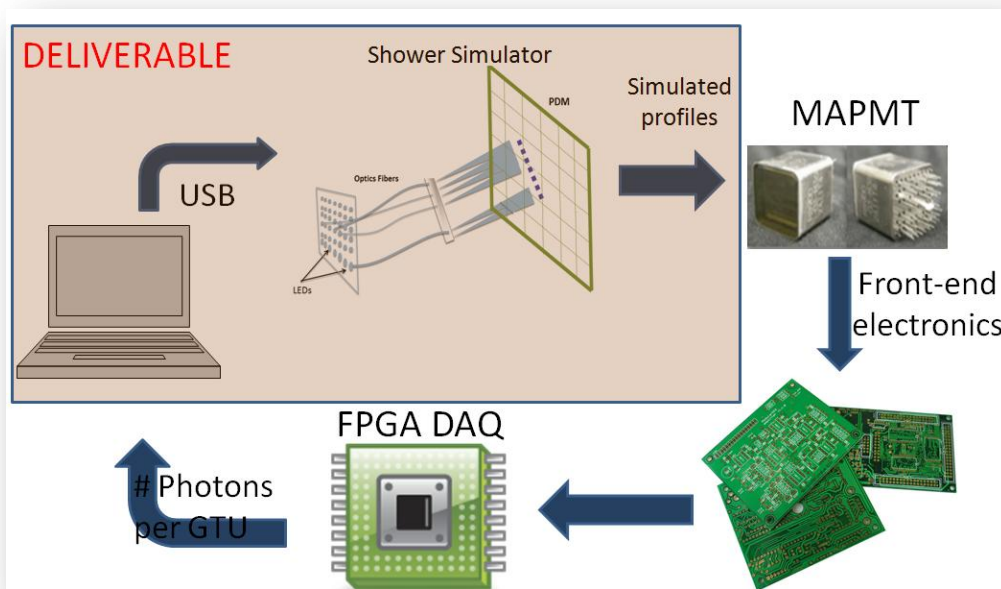 DELIVERABLE
Shower Simulator
PDM
Simulated
profiles
MAPMT
USB
Optics Fibers
LEDs
Front-end
electronics
FPGA DAQ
# Photons
per GTU